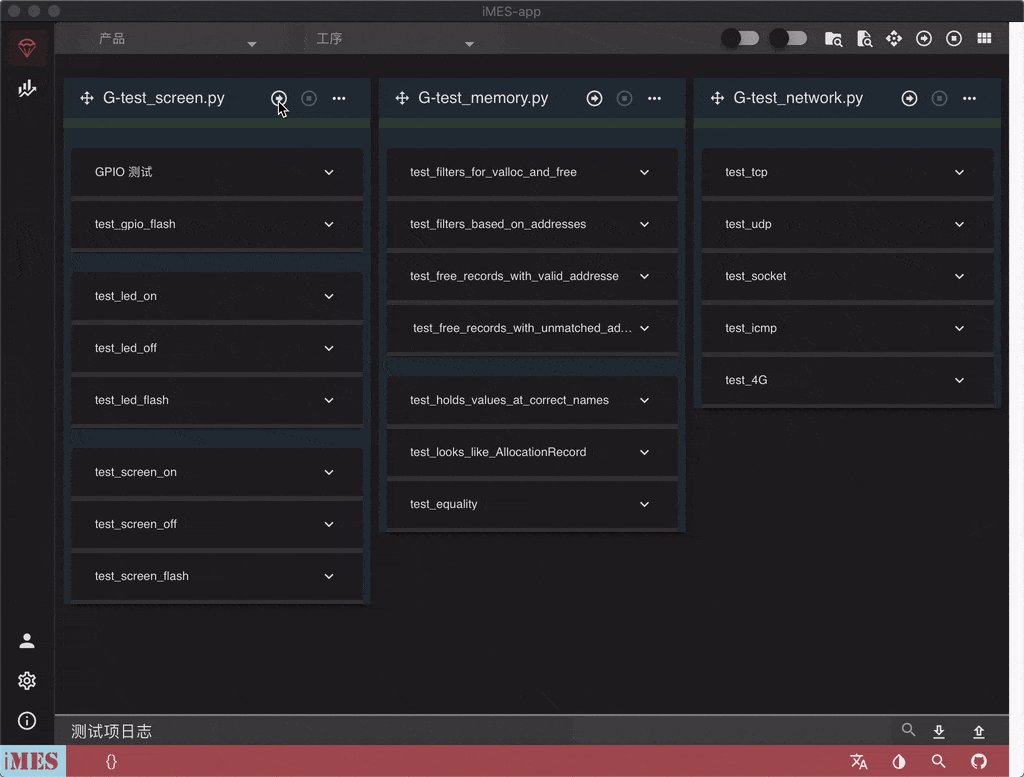 iMES-app
产品
工序
G-test_screen.py
GPIO 测试
test_gpio_flash
test_led_on
test_led_off
test_led_flash
test_screen_on
test_screen_off
test_screen_flash
G-test_memory.py
test_filters_for_valloc_and_free
test_filters_based_on_addresses
test_free_records_with_valid_addresse
test_free_records_with_unmatched_ad...
test_holds_values_at_correct_names
test_looks_like_AllocationRecord
test_equality
G-test_network.py
test_tcp
test_udp
test_socket
test_icmp
test_4G
测试项日志
iMES
{}